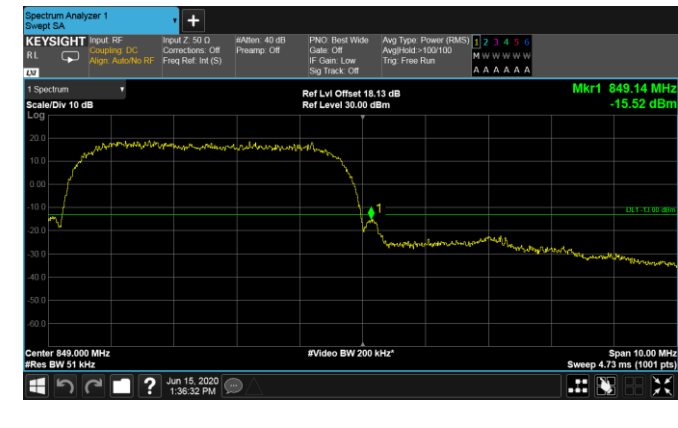 Spectrum Analyzer 1
Swept SA
KEYSIGHT
RL
LXI
Input: RF
Coupling: DC
Align: Auto/No RF
Input Z: 50 Ω
Corrections: Off
Freq Ref: Int (S)
#Atten: 40 dB
Preamp: Off
PNO: Best Wide
Gate: Off
IF Gain: Low
Sig Track: Off
Avg Type: Power (RMS)
Avg|Hold:>100/100
Trig: Free Run
1 2 3 4 5 6
M W W W W W
A A A A A A
1 Spectrum
Scale/Div 10 dB
Log
Ref Lvl Offset 18.13 dB
Ref Level 30.00 dBm
Mkr1 849.14 MHz
-15.52 dBm
20.0
10.0
0.00
-10.0
-20.0
-30.0
-40.0
-50.0
-60.0
1
DL1 -13.00 dBm
Center 849.000 MHz
#Res BW 51 kHz
#Video BW 200 kHz*
Span 10.00 MHz
Sweep 4.73 ms (1001 pts)
?
Jun 15, 2020
1:36:32 PM